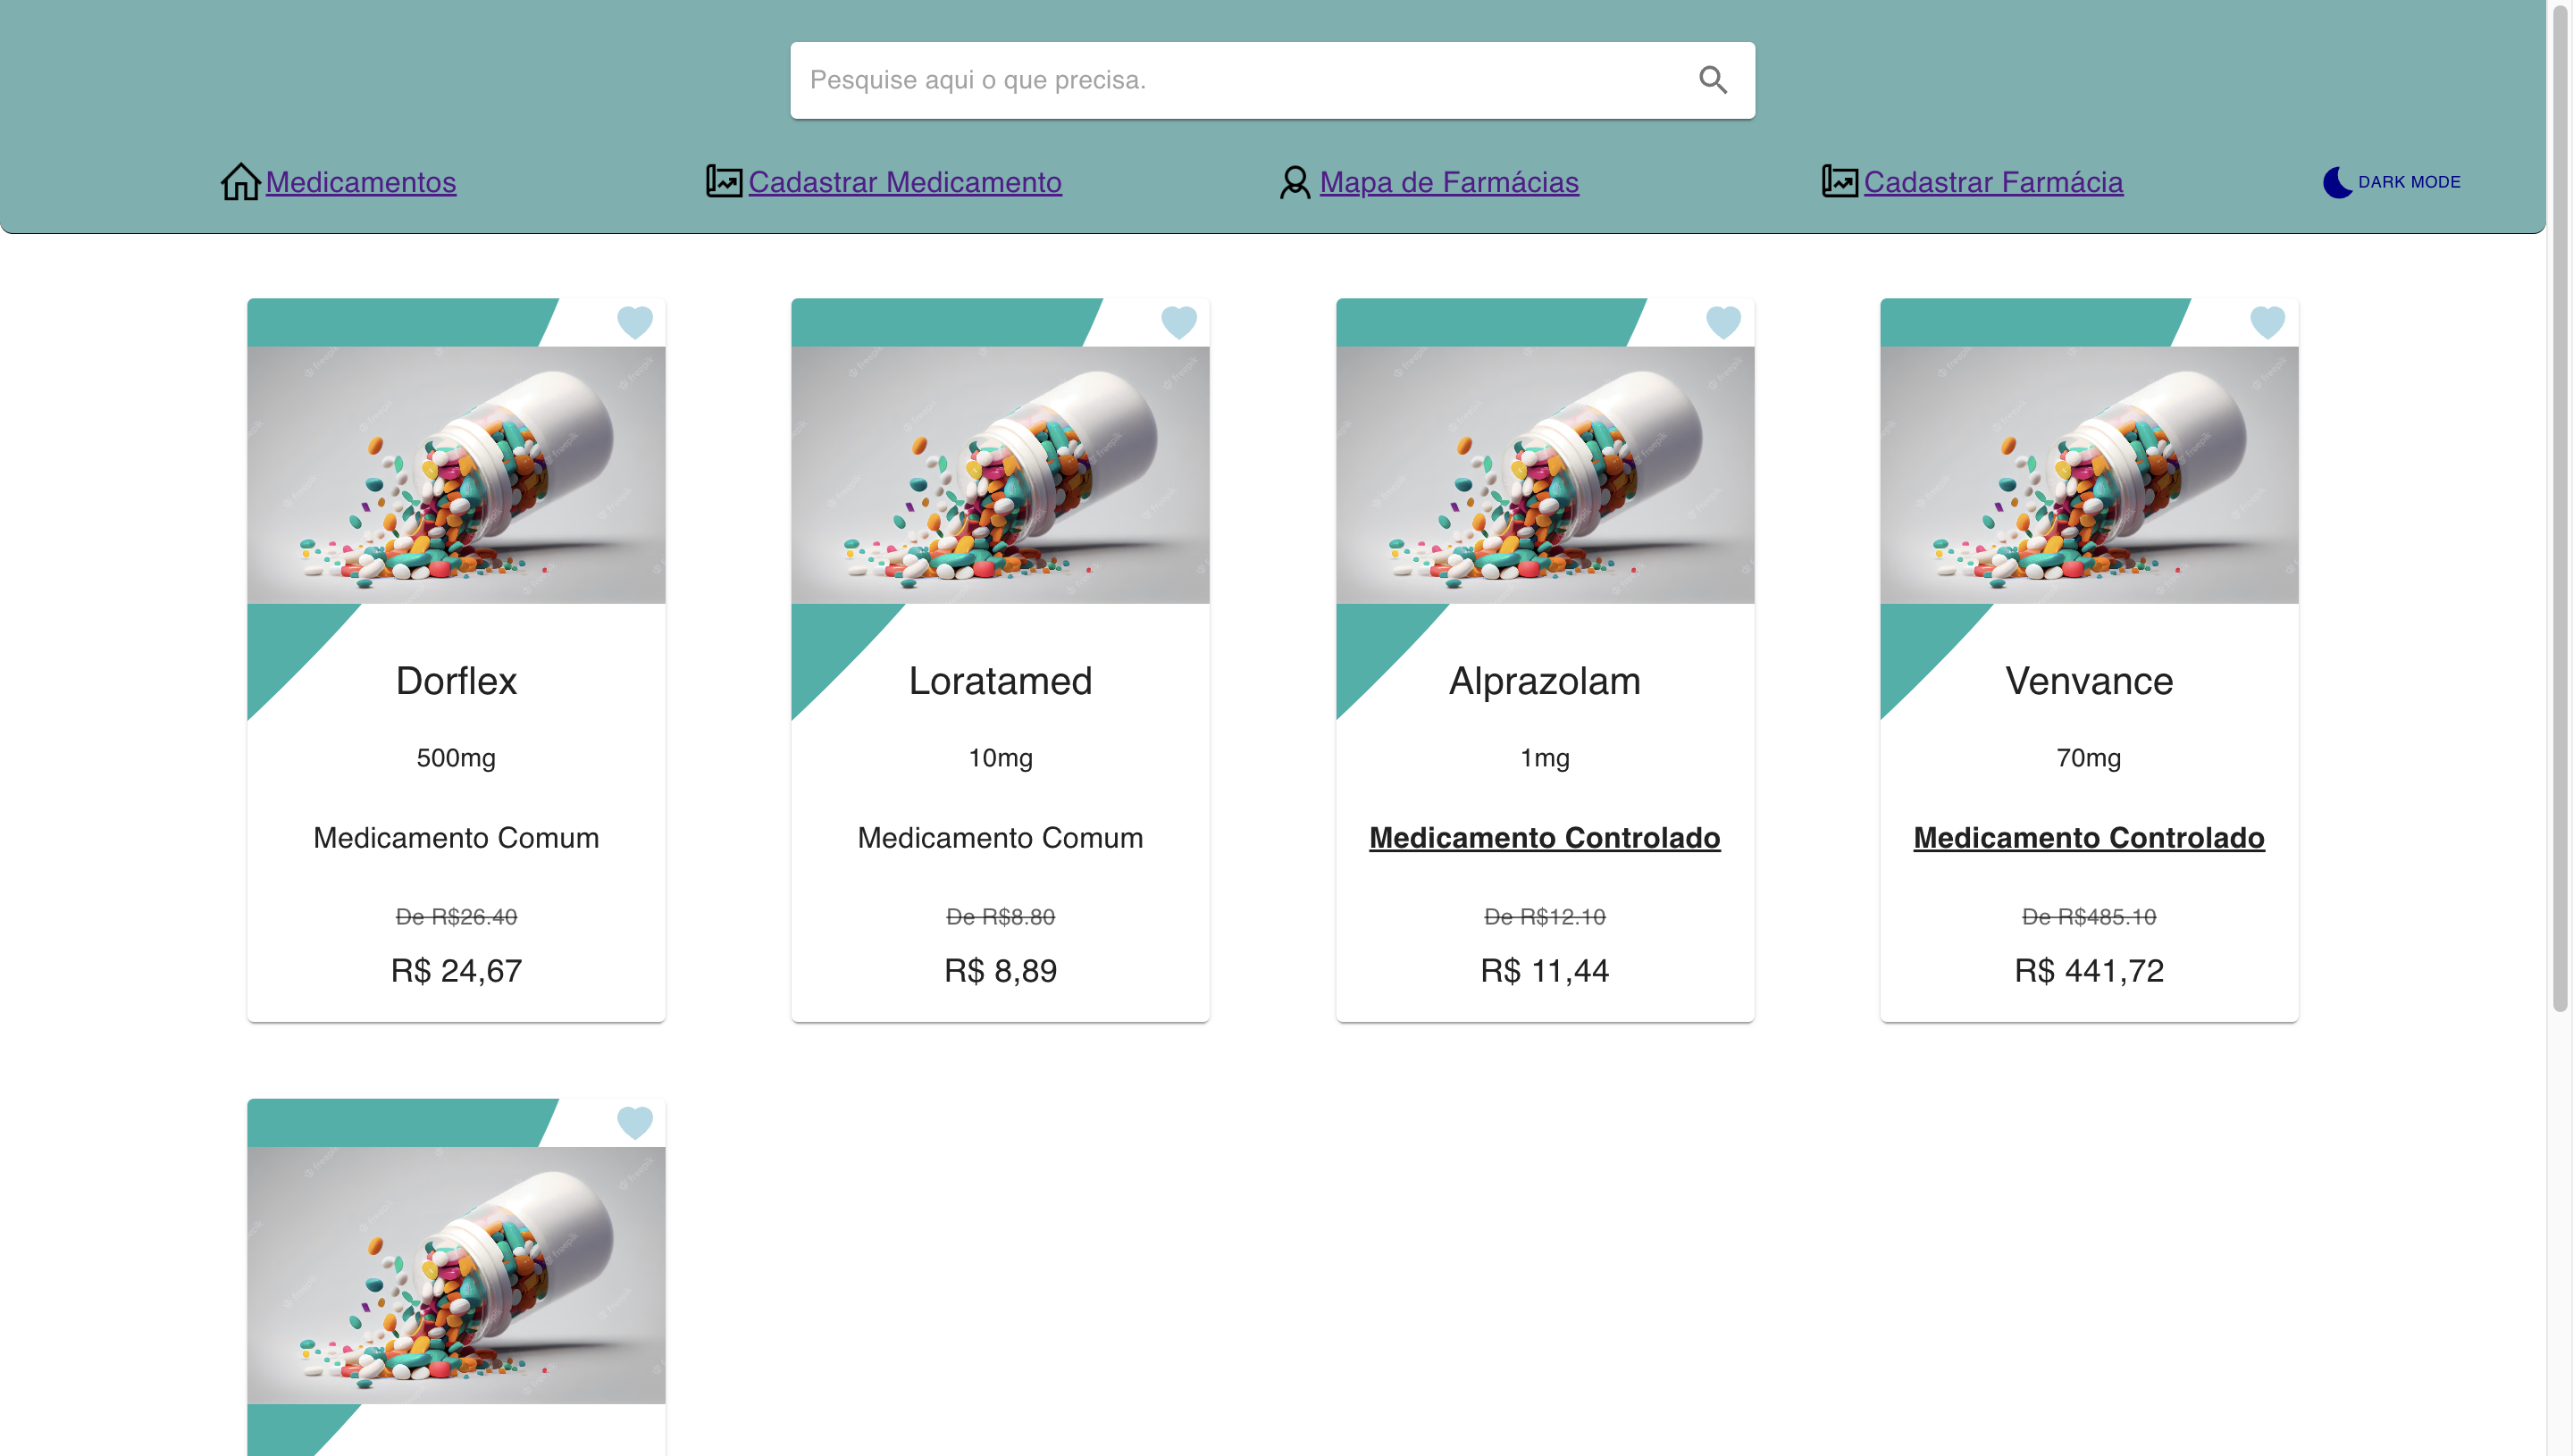 Pesquise aqui o que precisa.
Medicamentos
Cadastrar Medicamento
Mapa de Farmácias
Cadastrar Farmácia
DARK MODE
Dorflex
500mg
Medicamento Comum
De R$26.40
R$ 24,67
Loratamed
10mg
Medicamento Comum
De R$8.80
R$ 8,89
Alprazolam
1mg
Medicamento Controlado
De R$12.10
R$ 11,44
Venvance
70mg
Medicamento Controlado
De R$485.10
R$ 441,72